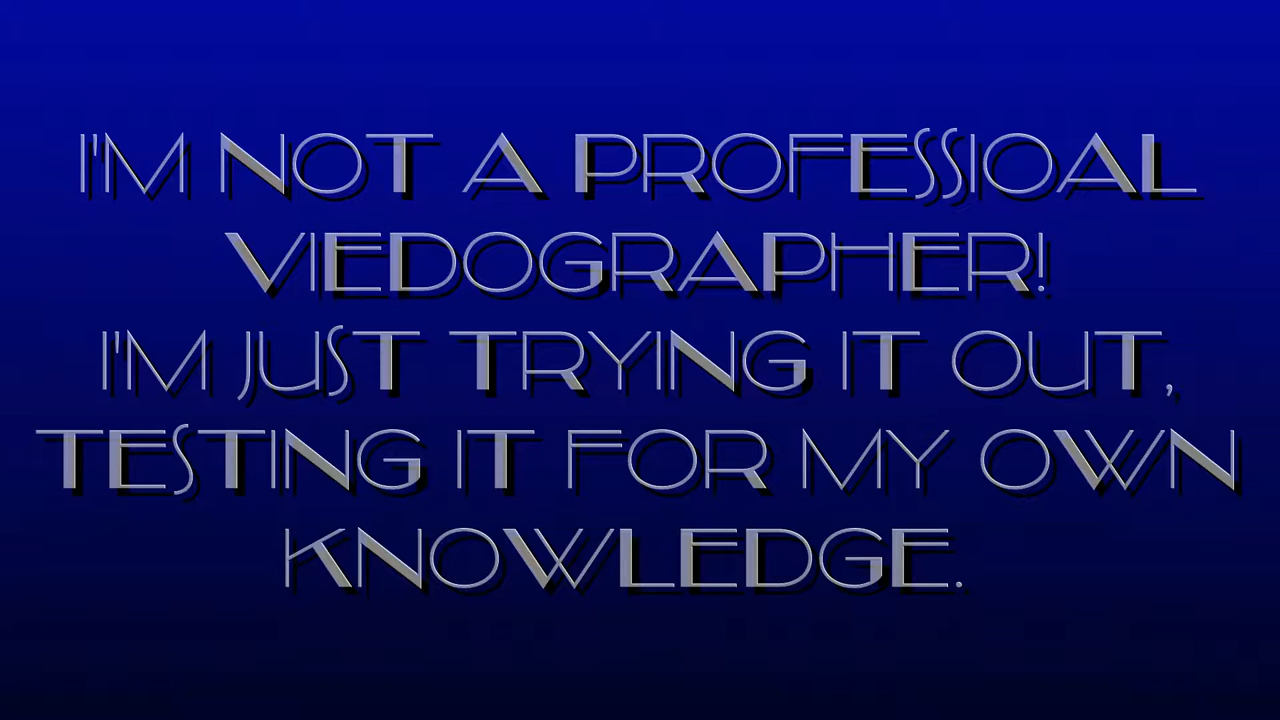 I'M NOT A PROFESSIOAL
VIEDOGRAPHER!
I'M JUST TRYING IT OUT,
TESTING IT FOR MY OWN
KNOWLEDGE.